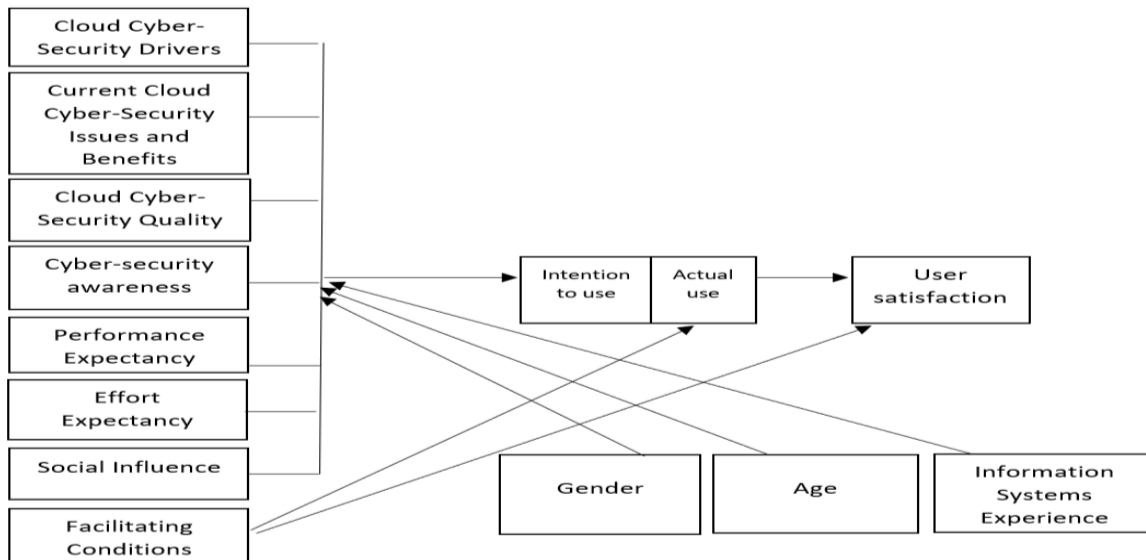 Cloud Cyber-
Security Drivers
Current Cloud
Cyber-Security
Issues and
Benefits
Cloud Cyber-
Security Quality
Cyber-security
awareness
Performance
Expectancy
Effort
Expectancy
Social Influence
Facilitating
Conditions
Intention
to use
Actual
use
User
satisfaction
Gender
Age
Information
Systems
Experience